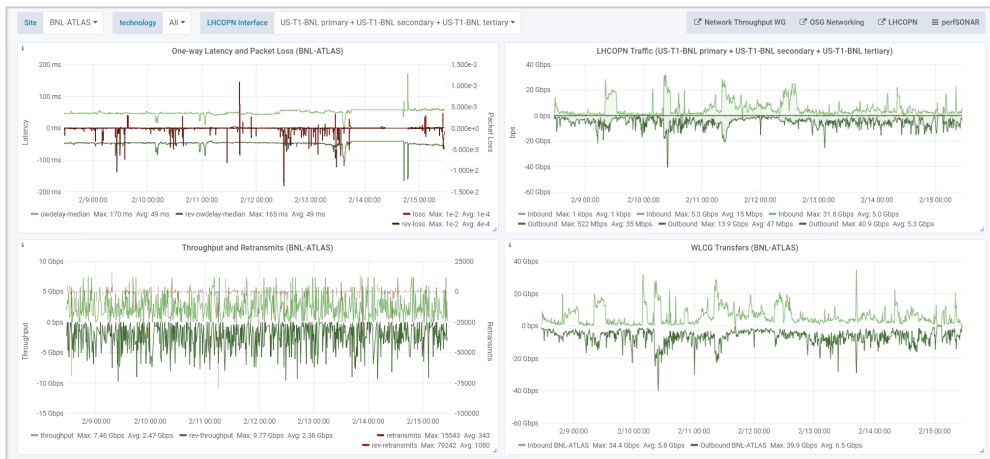 Site BNL-ATLAS technology All LHCOPN Interface US-T1-BNL primary + US-T1-BNL secondary + US-T1-BNL tertiary Network Throughput WG OSG Networking LHCOPN perfSONAR
One-way Latency and Packet Loss (BNL-ATLAS)
200 ms
100 ms
0 ms
-100 ms
-200 ms
Latency
1.500e-2
1.000e-2
5.000e-3
0.000e+0
-5.000e-3
-1.000e-2
-1.500e-2
Packet Loss
2/9 00:00 2/10 00:00 2/11 00:00 2/12 00:00 2/13 00:00 2/14 00:00 2/15 00:00
owdelay-median Max: 170 ms Avg: 49 ms rev-owdelay-median Max: 165 ms Avg: 49 ms loss Max: 1e-2 Avg: 1e-4
rev-loss Max: 1e-2 Avg: 4e-4
LHCOPN Traffic (US-T1-BNL primary + US-T1-BNL secondary + US-T1-BNL tertiary)
40 Gbps
20 Gbps
0 bps
-20 Gbps
-40 Gbps
-60 Gbps
bps
2/9 00:00 2/10 00:00 2/11 00:00 2/12 00:00 2/13 00:00 2/14 00:00 2/15 00:00
Inbound Max: 1 kbps Avg: 1 kbps Inbound Max: 5.3 Gbps Avg: 15 Mbps Inbound Max: 31.8 Gbps Avg: 5.0 Gbps
Outbound Max: 522 Mbps Avg: 35 Mbps Outbound Max: 13.9 Gbps Avg: 47 Mbps Outbound Max: 40.9 Gbps Avg: 5.3 Gbps
Throughput and Retransmits (BNL-ATLAS)
10 Gbps
5 Gbps
0 bps
-5 Gbps
-10 Gbps
-15 Gbps
Throughput
25000
0
-25000
-50000
-75000
-100000
Retransmits
2/9 00:00 2/10 00:00 2/11 00:00 2/12 00:00 2/13 00:00 2/14 00:00 2/15 00:00
throughput Max: 7.46 Gbps Avg: 2.47 Gbps rev-throughput Max: 9.77 Gbps Avg: 2.36 Gbps retransmits Max: 15543 Avg: 343
rev-retransmits Max: 79242 Avg: 1080
WLCG Transfers (BNL-ATLAS)
40 Gbps
20 Gbps
0 bps
-20 Gbps
-40 Gbps
-60 Gbps
2/9 00:00 2/10 00:00 2/11 00:00 2/12 00:00 2/13 00:00 2/14 00:00 2/15 00:00
Inbound BNL-ATLAS Max: 34.4 Gbps Avg: 5.8 Gbps Outbound BNL-ATLAS Max: 39.9 Gbps Avg: 6.5 Gbps